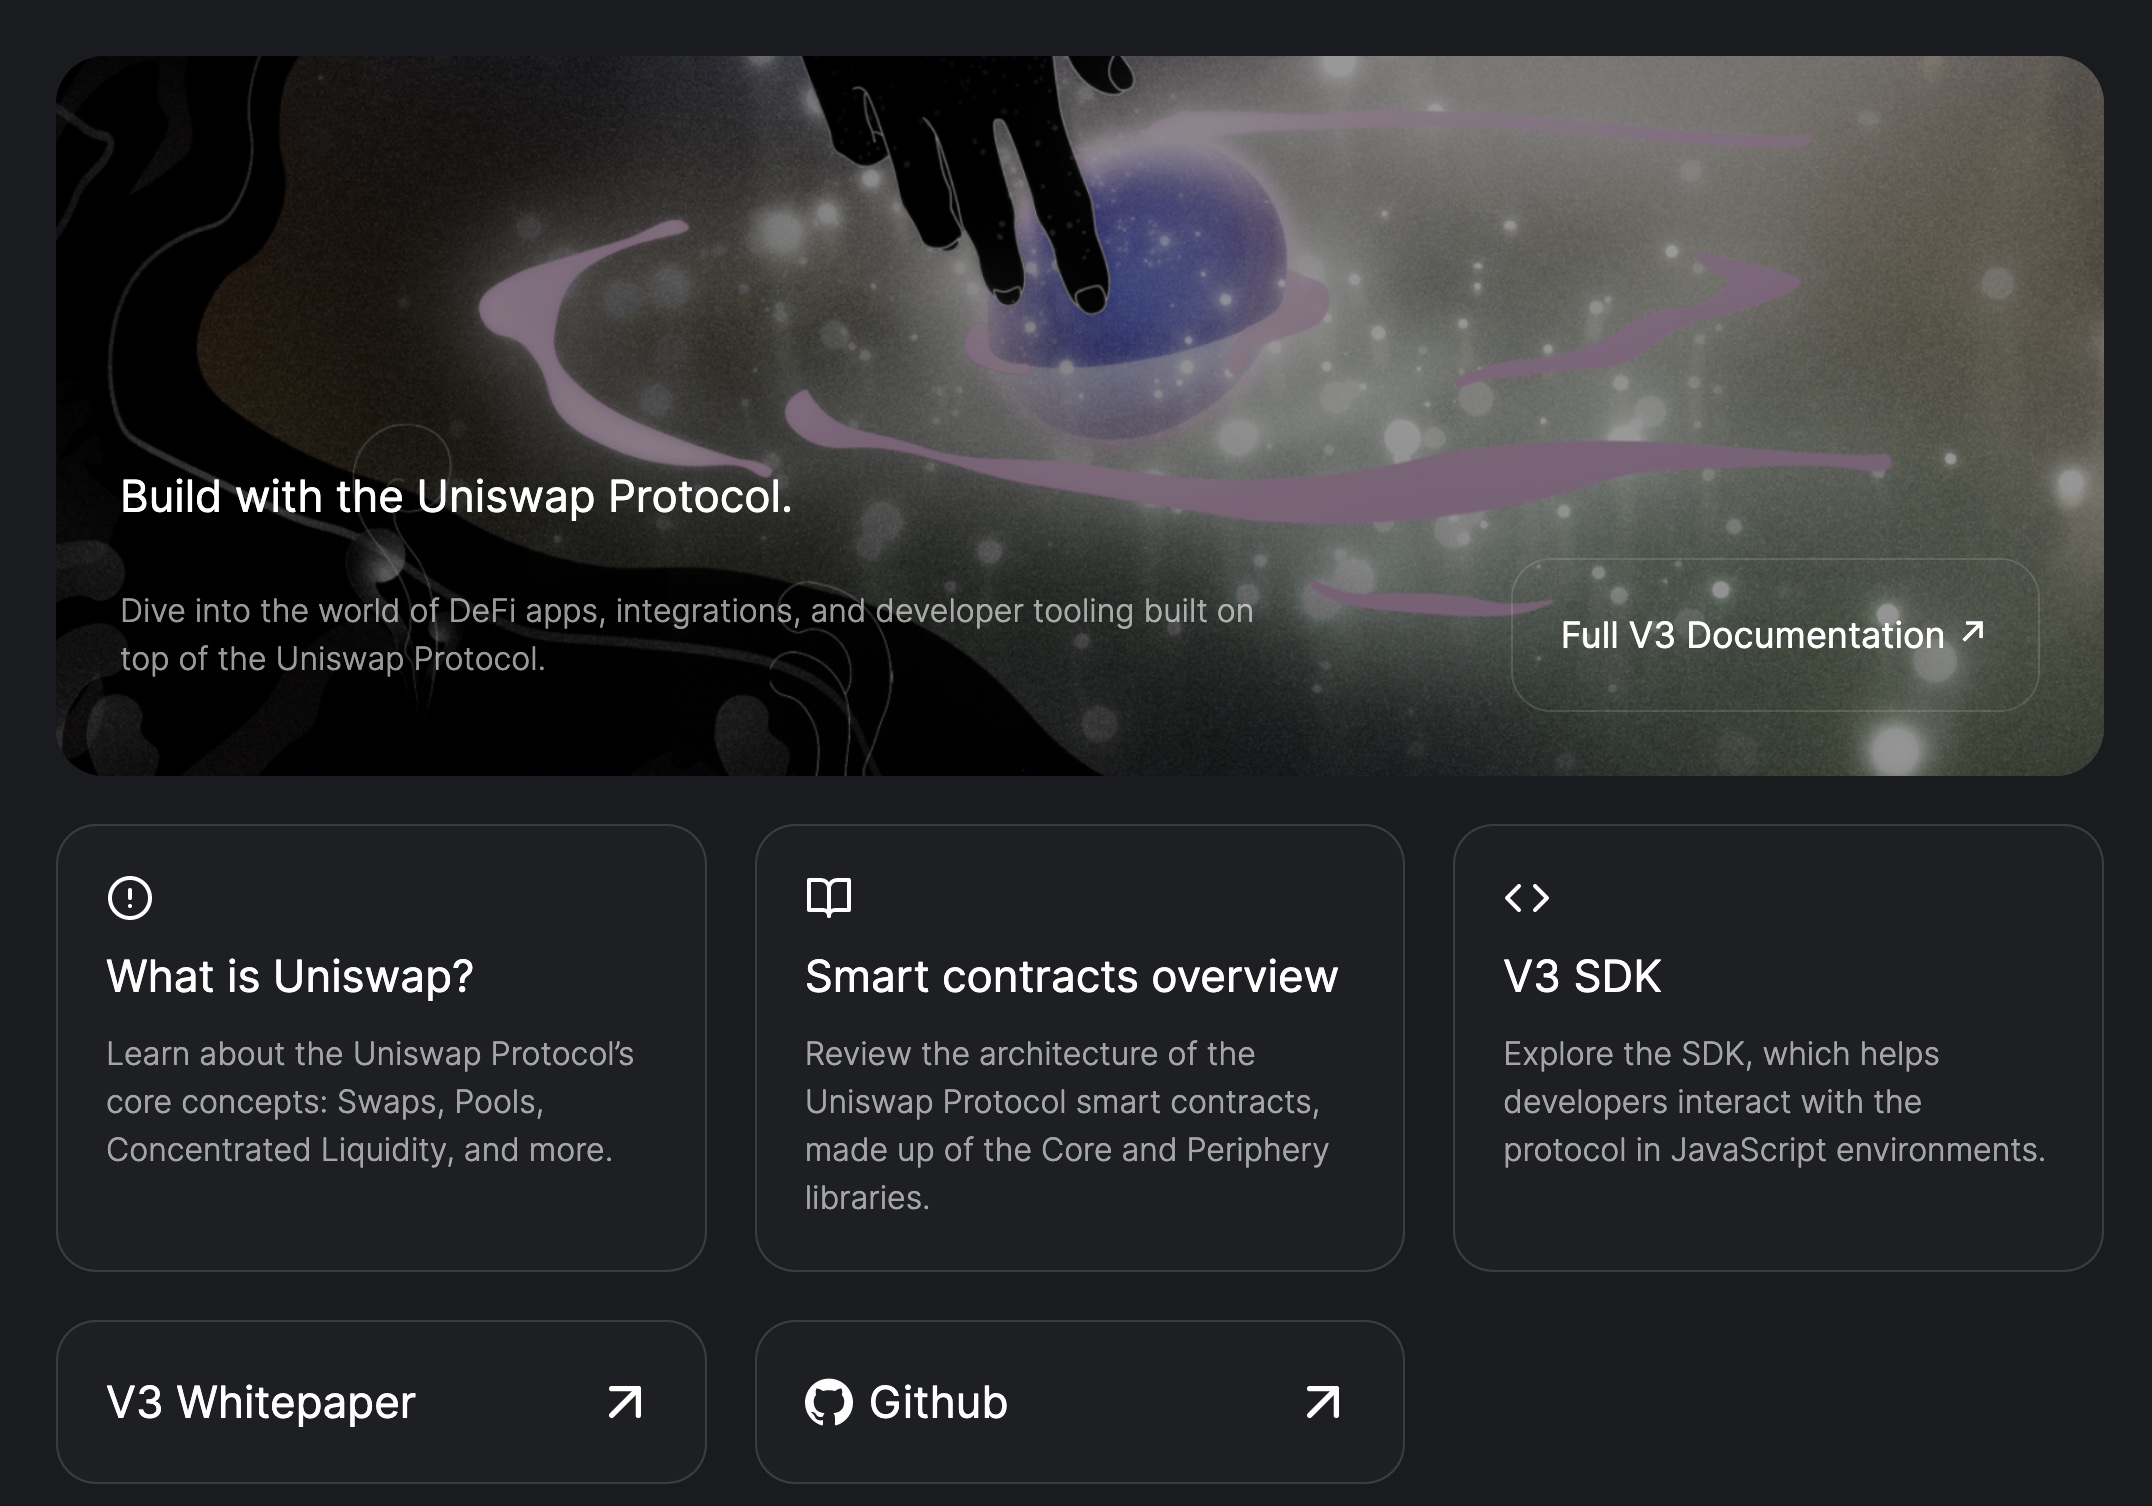 Build with the Uniswap Protocol.
Dive into the world of DeFi apps, integrations, and developer tooling built on
top of the Uniswap Protocol.
Full V3 Documentation
What is Uniswap?
Learn about the Uniswap Protocol’s
core concepts: Swaps, Pools,
Concentrated Liquidity, and more.
Smart contracts overview
Review the architecture of the
Uniswap Protocol smart contracts,
made up of the Core and Periphery
libraries.
V3 SDK
Explore the SDK, which helps
developers interact with the
protocol in JavaScript environments.
V3 Whitepaper
Github